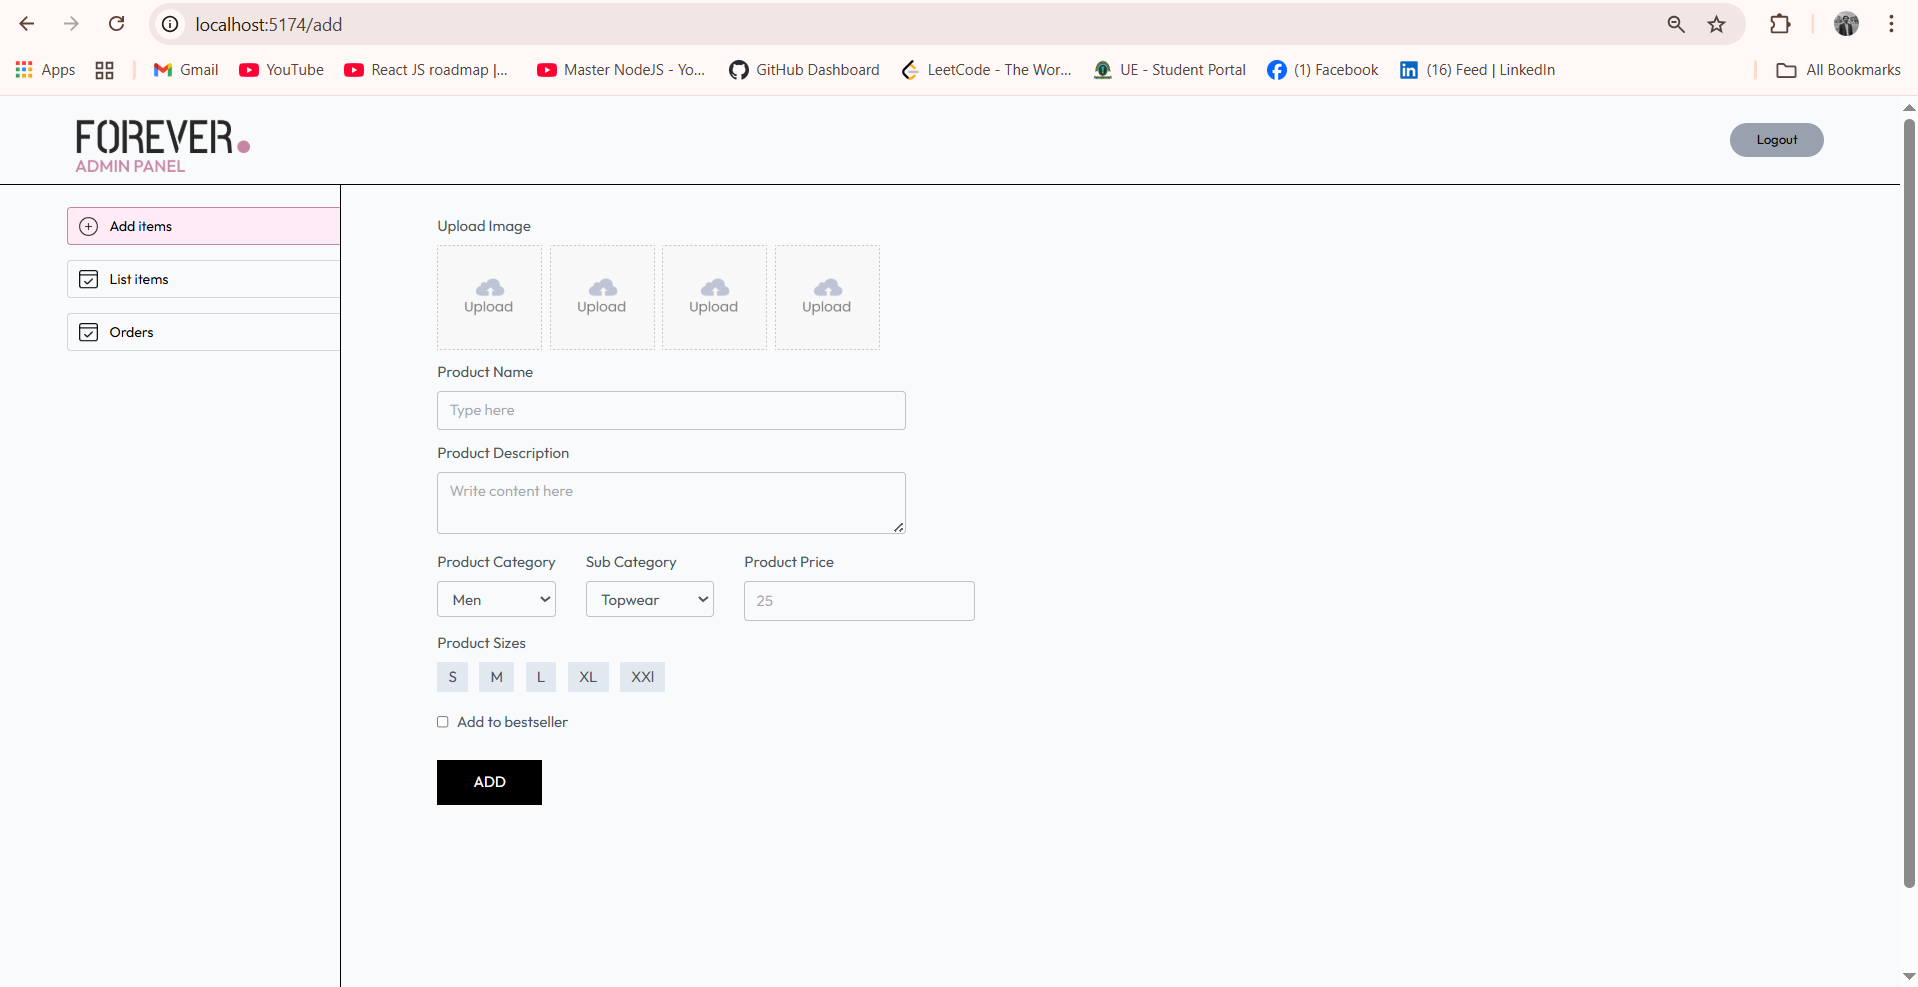 localhost:5174/add
Apps Gmail YouTube React JS roadmap |... Master NodeJS - Yo... GitHub Dashboard LeetCode - The Wor... UE - Student Portal (1) Facebook (16) Feed | LinkedIn All Bookmarks
FOREVER.
ADMIN PANEL
Logout
Add items
List items
Orders
Upload Image
Upload Upload Upload Upload
Product Name
Type here
Product Description
Write content here
Product Category Sub Category Product Price
Men Topwear 25
Product Sizes
S M L XL XXl
Add to bestseller
ADD